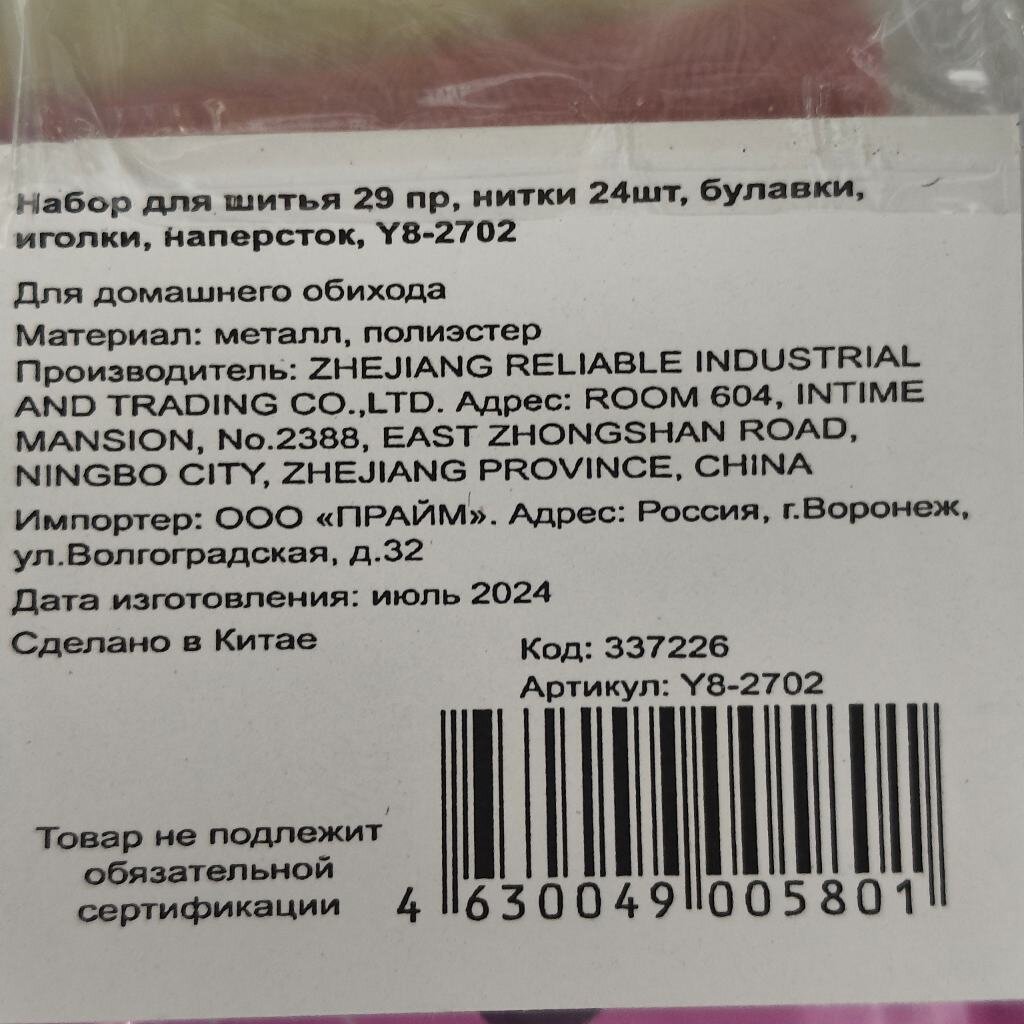 Набор для шитья 29 пр, нитки 24шт, булавки,
иголки, наперсток, Y8-2702
Для домашнего обихода
Материал: металл, полиэстер
Производитель: ZHEJIANG RELIABLE INDUSTRIAL
AND TRADING CO.,LTD. Адрес: ROOM 604, INTIME
MANSION, No.2388, EAST ZHONGSHAN ROAD,
NINGBO CITY, ZHEJIANG PROVINCE, CHINA
Импортер: ООО «ПРАЙМ». Адрес: Россия, г.Воронеж,
ул.Волгоградская, д.32
Дата изготовления: июль 2024
Сделано в Китае
Код: 337226
Артикул: Y8-2702
Товар не подлежит
обязательной
сертификации
4 630049 005801